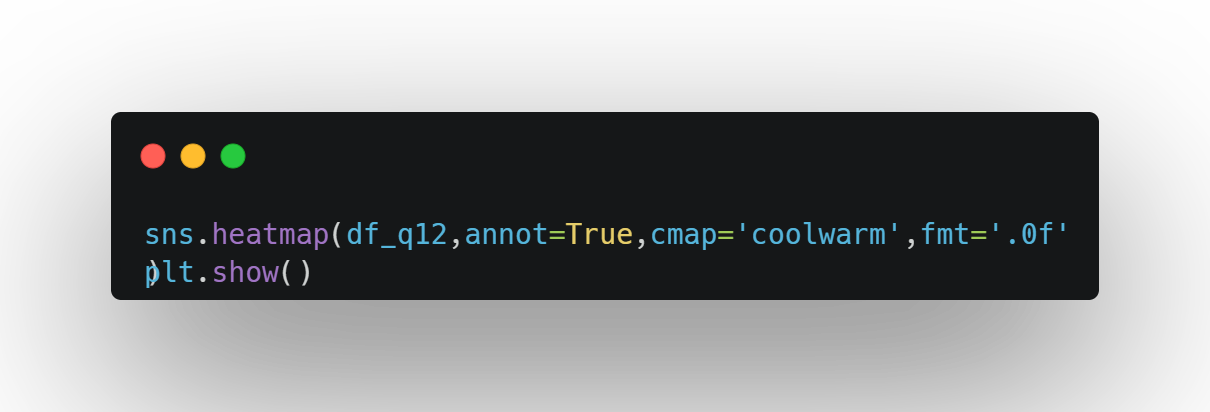 sns.heatmap(df_q12,annot=True,cmap='coolwarm',fmt='.0f'
)
plt.show()